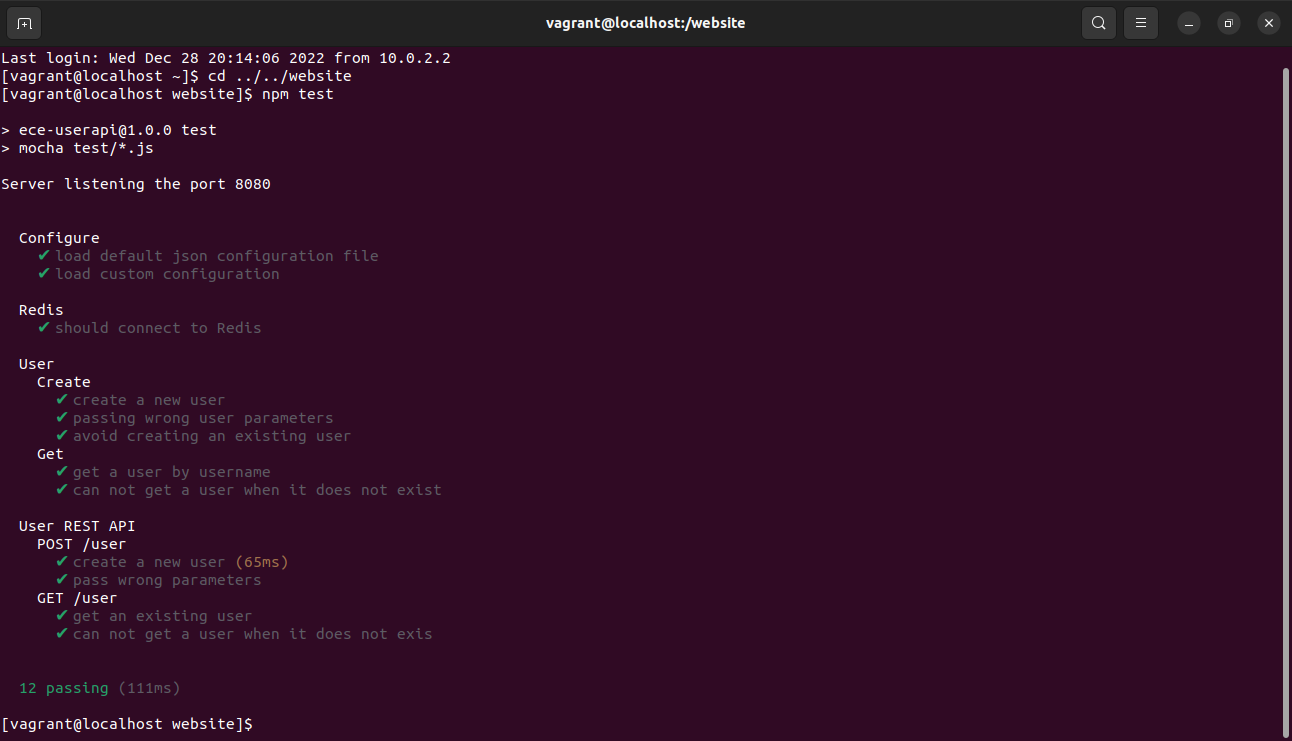 vagrant@localhost:/website
Last login: Wed Dec 28 20:14:06 2022 from 10.0.2.2
[vagrant@localhost ~]$ cd ../../website
[vagrant@localhost website]$ npm test
> ece-userapi@1.0.0 test
> mocha test/*.js
Server listening the port 8080
Configure
✔ load default json configuration file
✔ load custom configuration
Redis
✔ should connect to Redis
User
Create
✔ create a new user
✔ passing wrong user parameters
✔ avoid creating an existing user
Get
✔ get a user by username
✔ can not get a user when it does not exist
User REST API
POST /user
✔ create a new user (65ms)
✔ pass wrong parameters
GET /user
✔ get an existing user
✔ can not get a user when it does not exis
12 passing (111ms)
[vagrant@localhost website]$